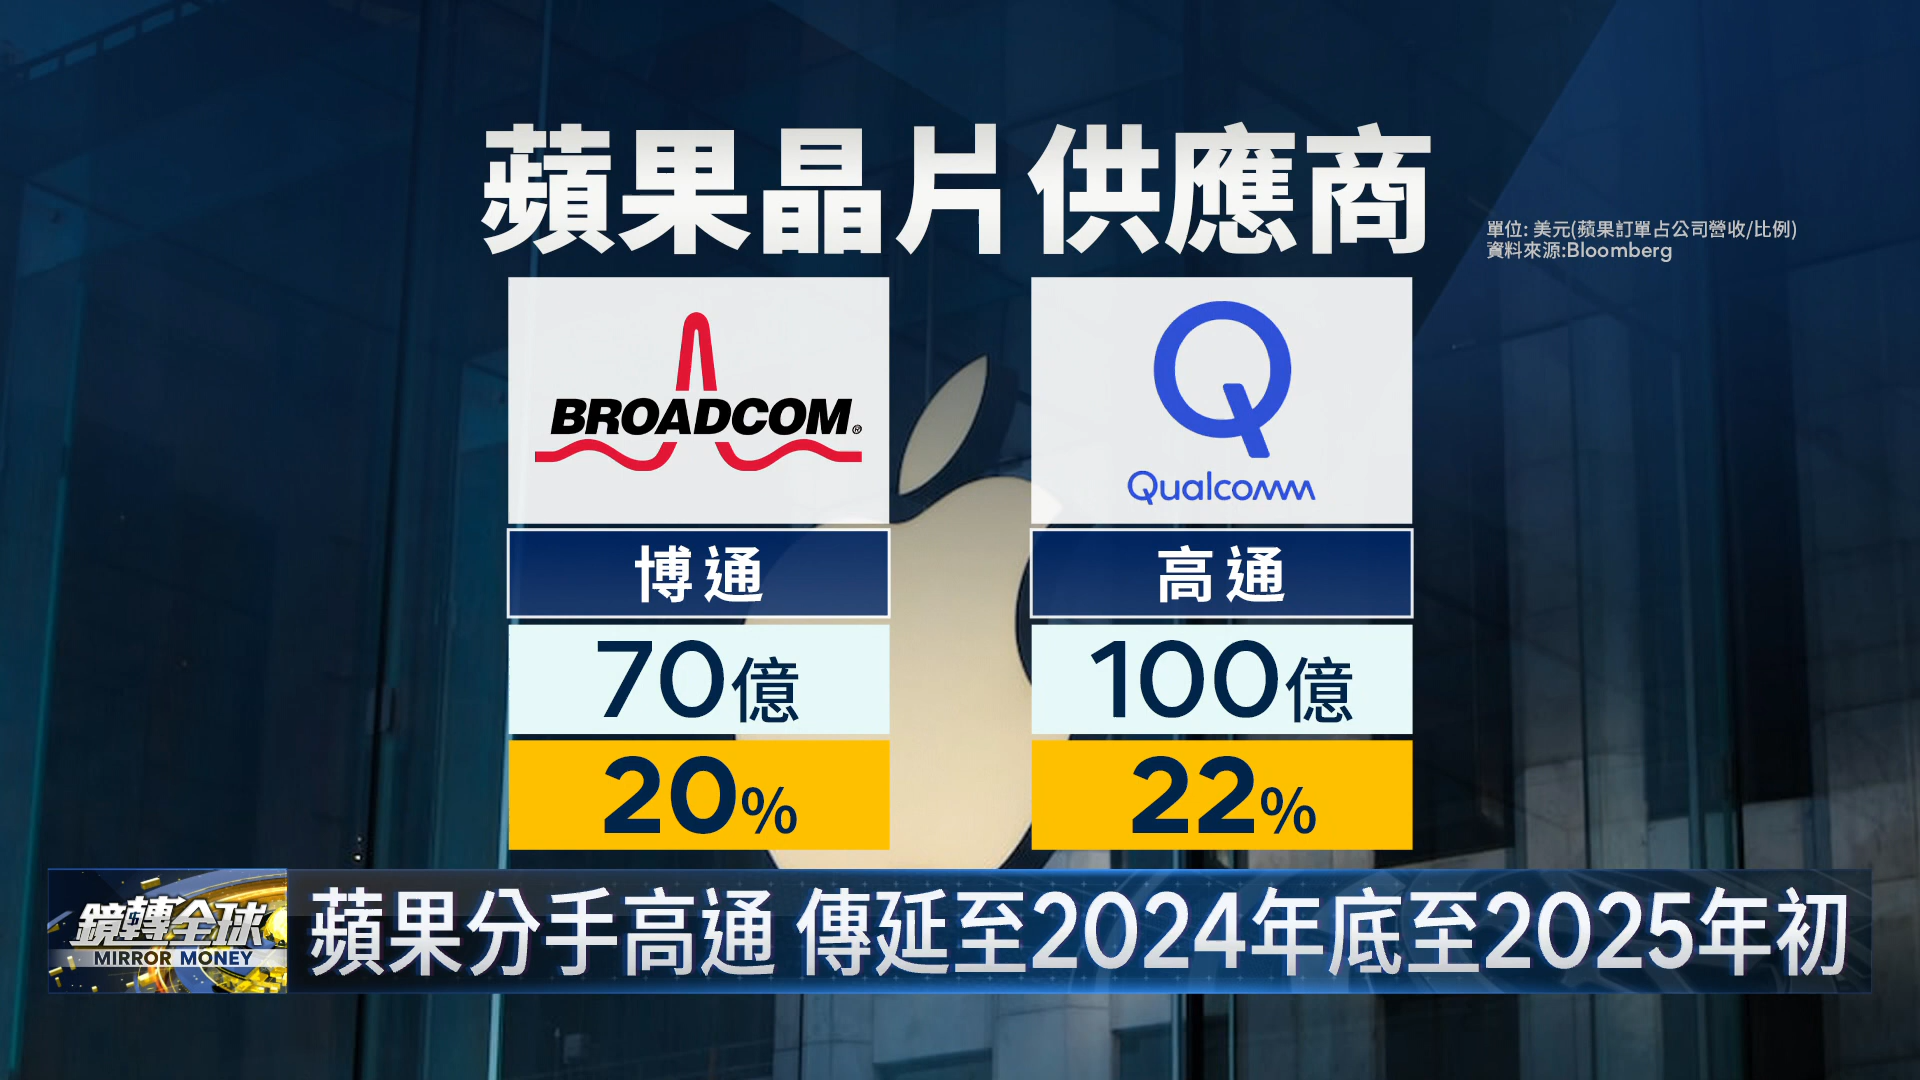 蘋果晶片供應商
單位: 美元(蘋果訂單占公司營收/比例)
資料來源:Bloomberg
BROADCOM®
Qualcomm
博通
高通
70億
100億
20%
22%
鏡轉全球
MIRROR MONEY
蘋果分手高通 傳延至2024年底至2025年初